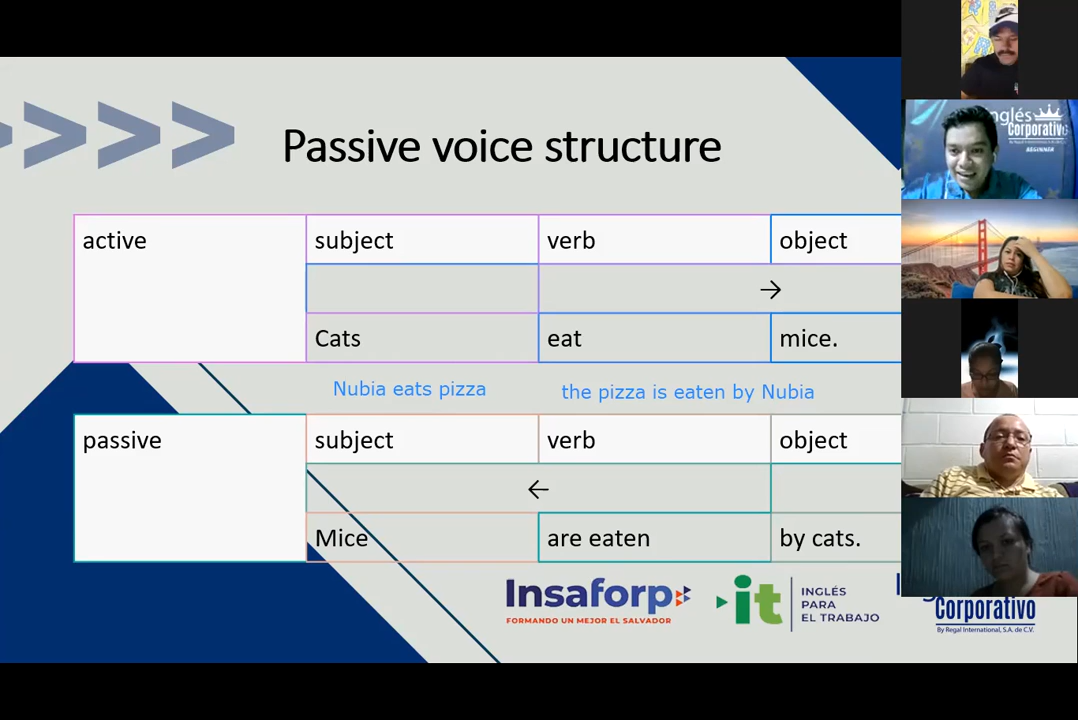 Passive voice structure
active
subject
verb
object
→
Cats
eat
mice.
Nubia eats pizza
the pizza is eaten by Nubia
passive
subject
verb
object
←
Mice
are eaten
by cats.
Insaforp
FORMANDO UN MEJOR EL SALVADOR
it
INGLÉS
PARA
EL TRABAJO
Corporativo
By Regal International, S.A. de C.V.
Inglés
Corporativo
BEGINNER